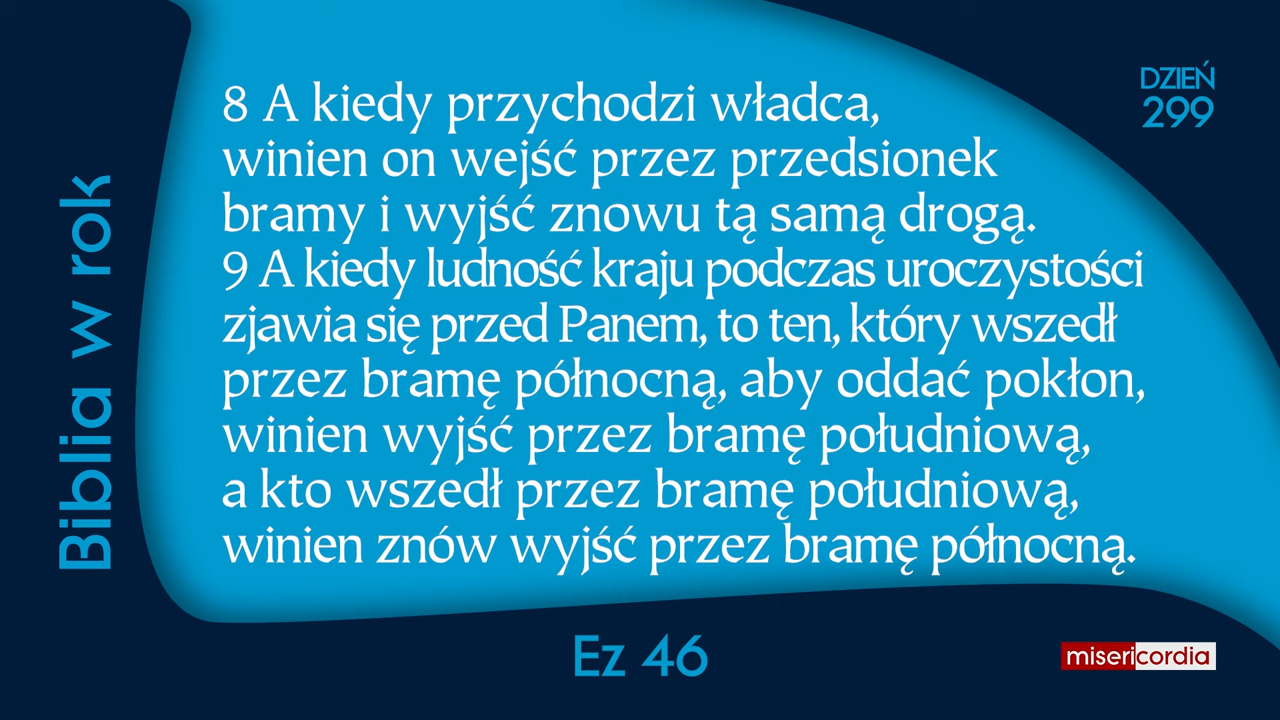 DZIEŃ
299
8 A kiedy przychodzi władca,
winien on wejść przez przedsionek
bramy i wyjść znowu tą samą drogą.
9 A kiedy ludność kraju podczas uroczystości
zjawia się przed Panem, to ten, który wszedł
przez bramę północną, aby oddać pokłon,
winien wyjść przez bramę południową,
a kto wszedł przez bramę południową,
winien znów wyjść przez bramę północną.
Biblia w rok
Ez 46
misericordia